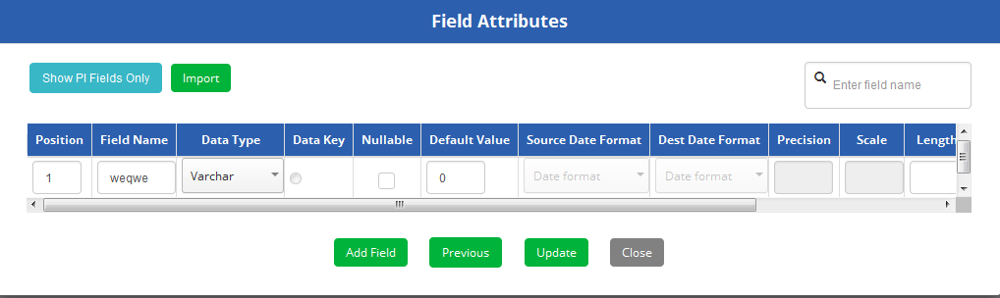 Field Attributes
Show PI Fields Only Import Enter field name
Position Field Name Data Type Data Key Nullable Default Value Source Date Format Dest Date Format Precision Scale Length
1 weqwe Varchar 0 Date format Date format
Add Field Previous Update Close